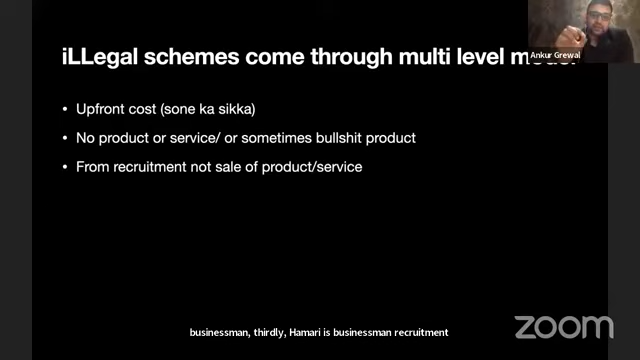 iLLegal schemes come through multi level model
Ankur Grewal
• Upfront cost (sone ka sikka)
• No product or service/ or sometimes bullshit product
• From recruitment not sale of product/service
businessman, thirdly, Hamari is businessman recruitment
zoom